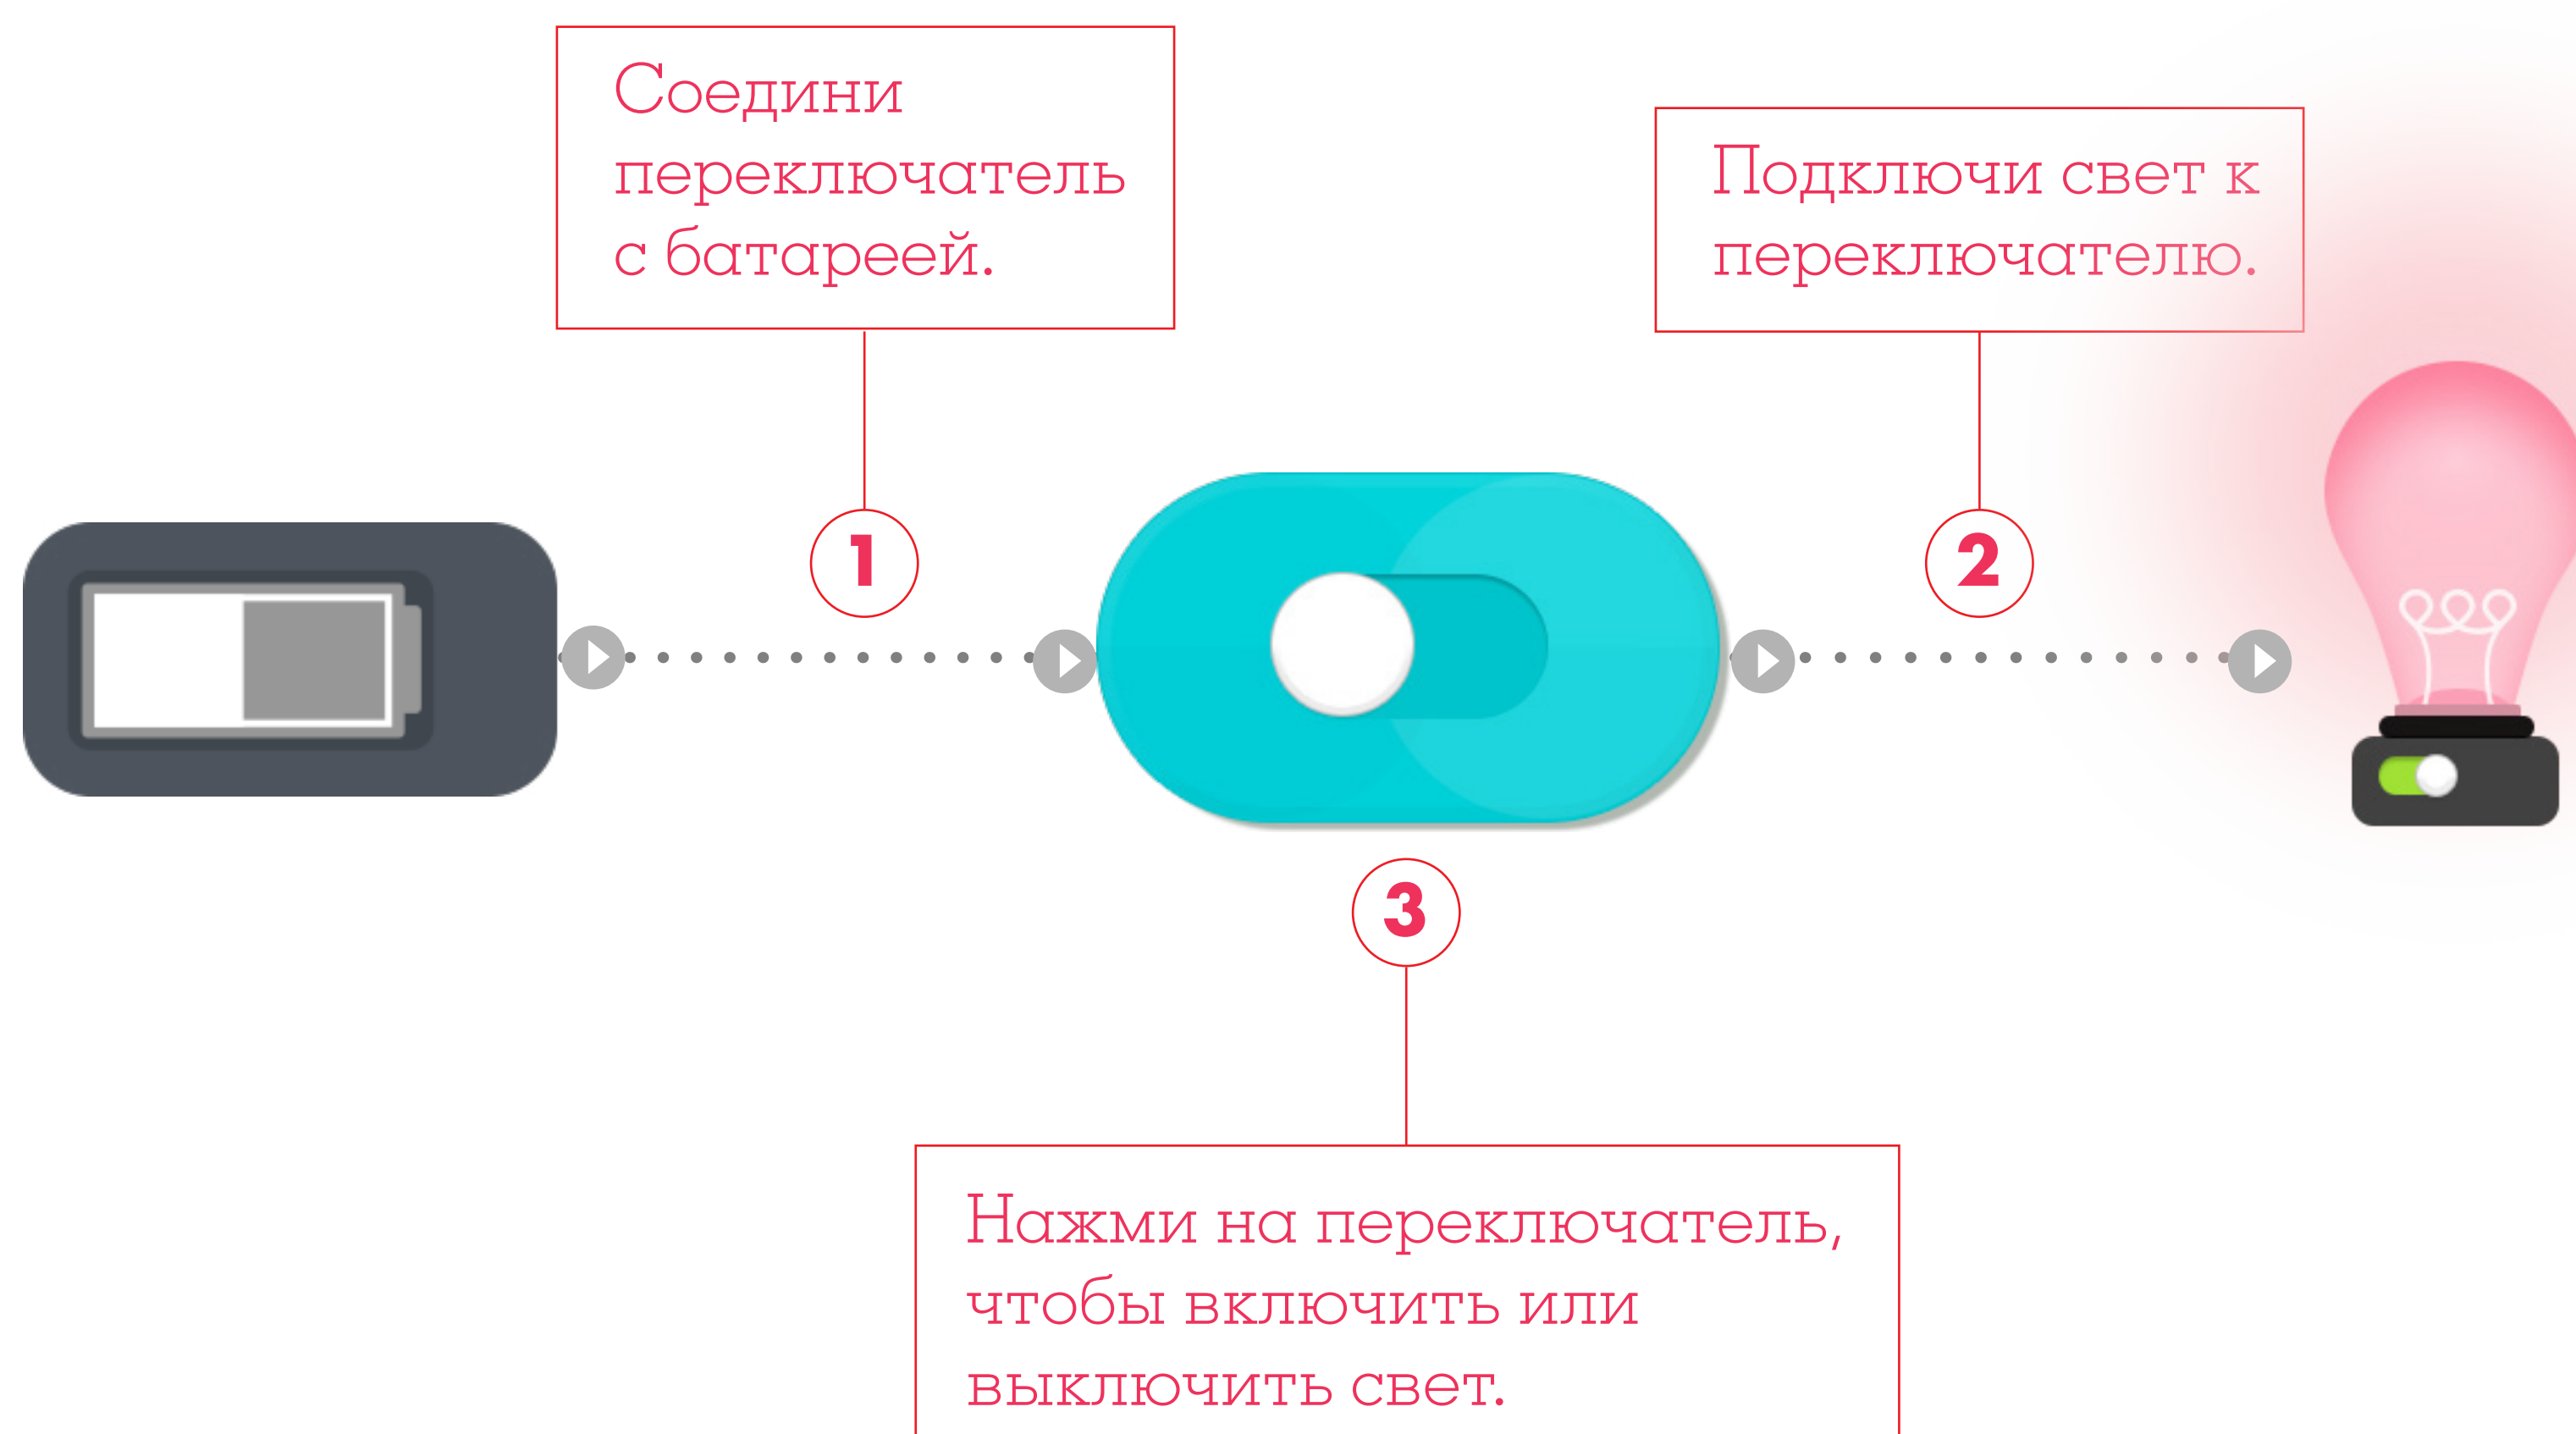 Соедини
переключатель
с батареей.
Подключи свет к
переключателю.
1
2
3
Нажми на переключатель,
чтобы включить или
выключить свет.